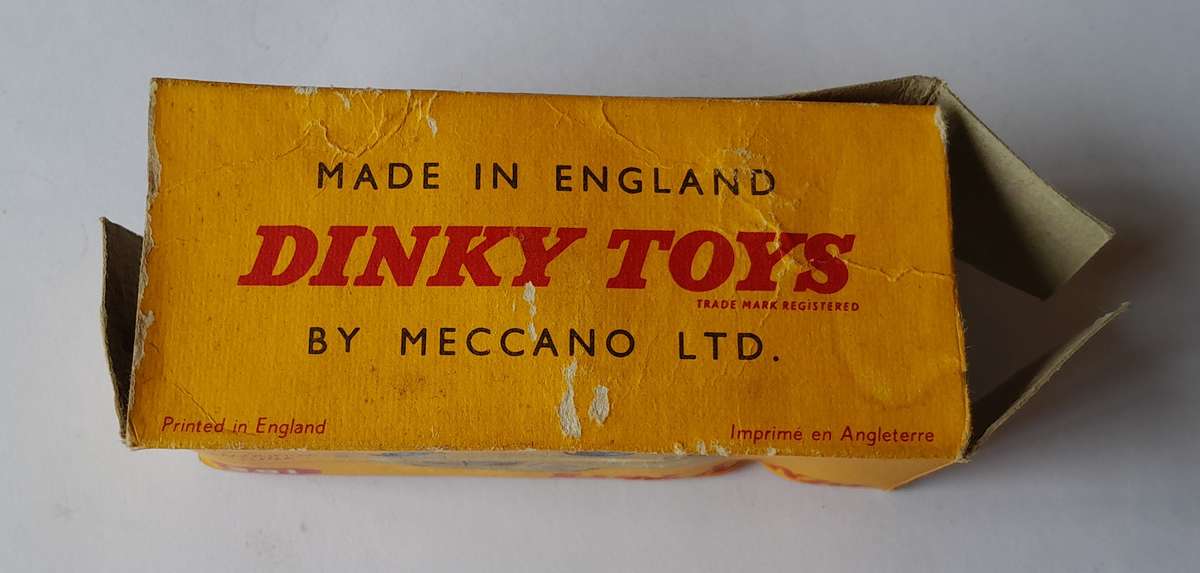 MADE IN ENGLAND
DINKY TOYS
TRADE MARK REGISTERED
BY MECCANO LTD.
Printed in England
Imprimé en Angleterre